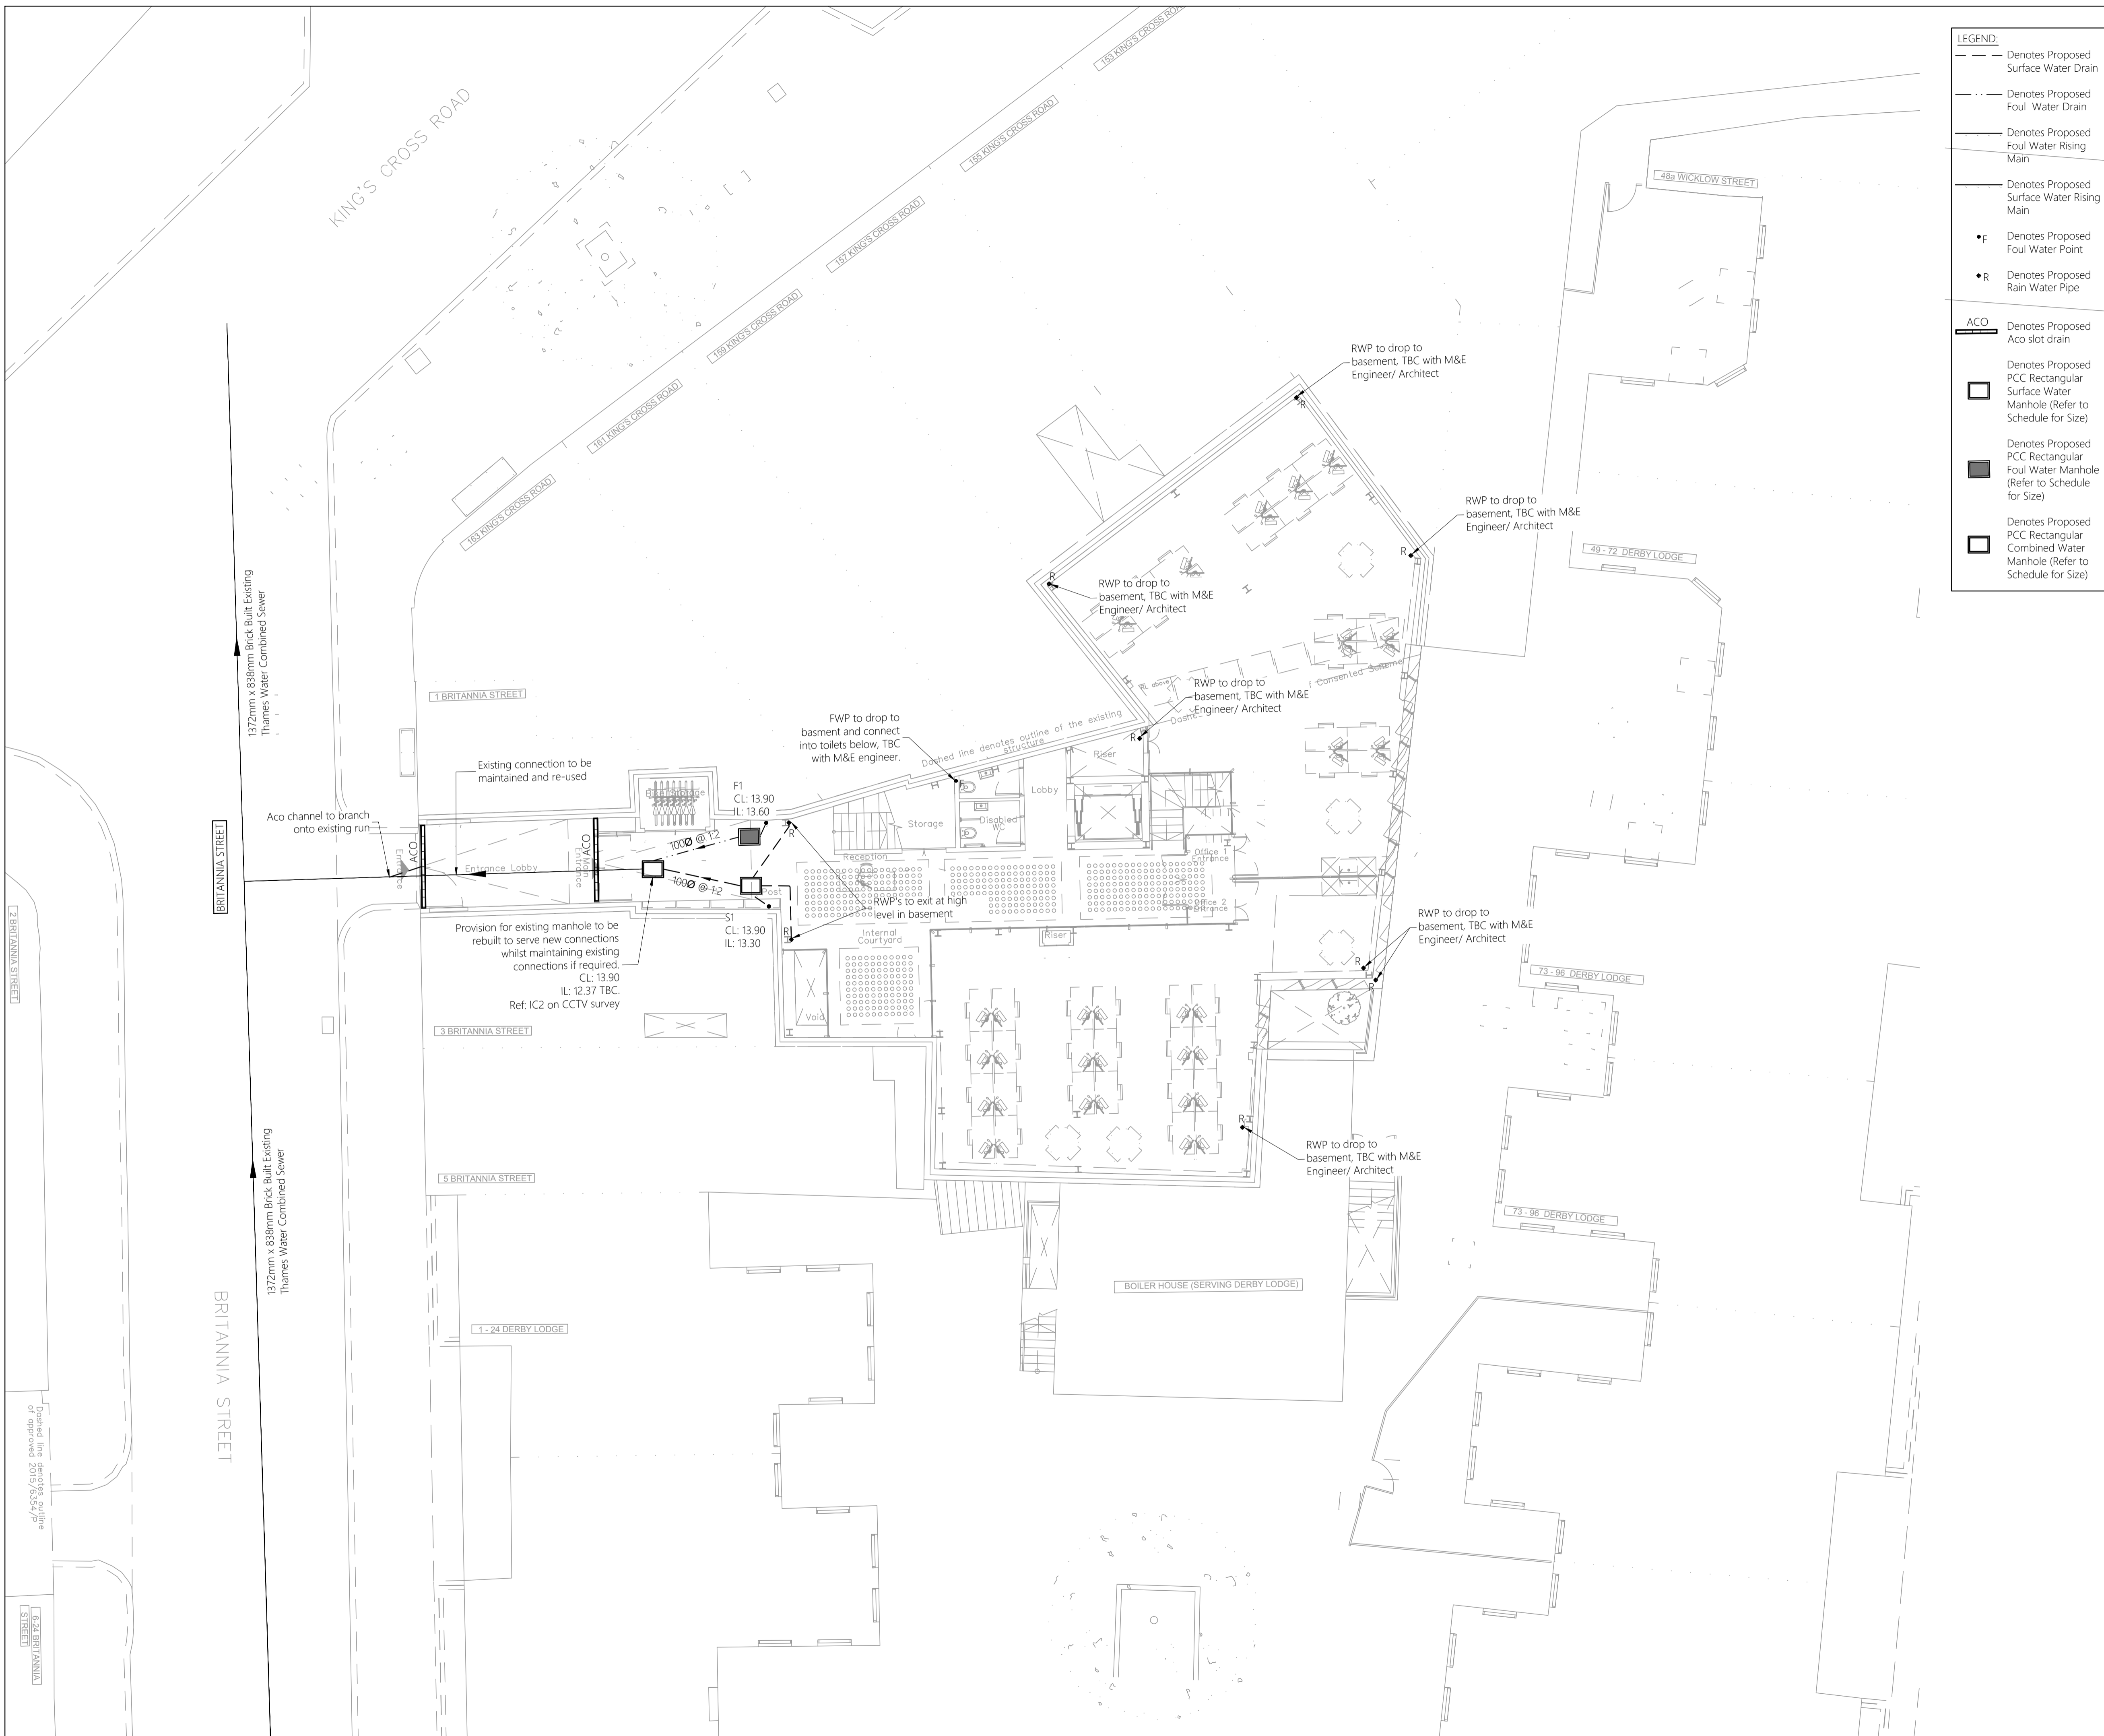 LEGEND:
Denotes Proposed
Surface Water Drain
Denotes Proposed
Foul Water Drain
Denotes Proposed
Foul Water Rising
Main
Denotes Proposed
Surface Water Rising
Main
F
Denotes Proposed
Foul Water Point
R
Denotes Proposed
Rain Water Pipe
ACO
Denotes Proposed
Aco slot drain
Denotes Proposed
PCC Rectangular
Surface Water
Manhole (Refer to
Schedule for Size)
Denotes Proposed
PCC Rectangular
Foul Water Manhole
(Refer to Schedule
for Size)
Denotes Proposed
PCC Rectangular
Combined Water
Manhole (Refer to
Schedule for Size)
KING'S CROSS ROAD
153 KING'S CROSS ROAD
155 KING'S CROSS ROAD
157 KING'S CROSS ROAD
159 KING'S CROSS ROAD
161 KING'S CROSS ROAD
163 KING'S CROSS ROAD
48a WICKLOW STREET
49 - 72 DERBY LODGE
RWP to drop to
basement, TBC with M&E
Engineer/ Architect
R
RWP to drop to
basement, TBC with M&E
Engineer/ Architect
R
R
RWP to drop to
basement, TBC with M&E
Engineer/ Architect
1372mm x 838mm Brick Built Existing
Thames Water Combined Sewer
1 BRITANNIA STREET
RWP to drop to
basement, TBC with M&E
Engineer/ Architect
R
above
Consented Scheme
FWP to drop to
basment and connect
into toilets below, TBC
with M&E engineer.
F
Dashed line denotes outline of the existing
structure
Riser
Lobby
Storage
Disabled
WC
Existing connection to be
maintained and re-used
Aco channel to branch
onto existing run
F1
CL: 13.90
IL: 13.60
R
100Ø @ 1:2
100Ø @ 1:2
ACO
ACO
Entrance
Entrance Lobby
Main
Entrance
Reception
Post
Office 1
Entrance
Office 2
Entrance
RWP's to exit at high
level in basement
S1
CL: 13.90
IL: 13.30
R
Internal
Courtyard
Riser
Void
Provision for existing manhole to be
rebuilt to serve new connections
whilst maintaining existing
connections if required.
CL: 13.90
IL: 12.37 TBC.
Ref: IC2 on CCTV survey
RWP to drop to
basement, TBC with M&E
Engineer/ Architect
R
R
BRITANNIA STREET
2 BRITANNIA STREET
3 BRITANNIA STREET
73 - 96 DERBY LODGE
R
RWP to drop to
basement, TBC with M&E
Engineer/ Architect
1372mm x 838mm Brick Built Existing
Thames Water Combined Sewer
5 BRITANNIA STREET
73 - 96 DERBY LODGE
BOILER HOUSE (SERVING DERBY LODGE)
1 - 24 DERBY LODGE
BRITANNIA STREET
Dashed line denotes outline
of approved 2015/6354/P
6-24 BRITANNIA
STREET